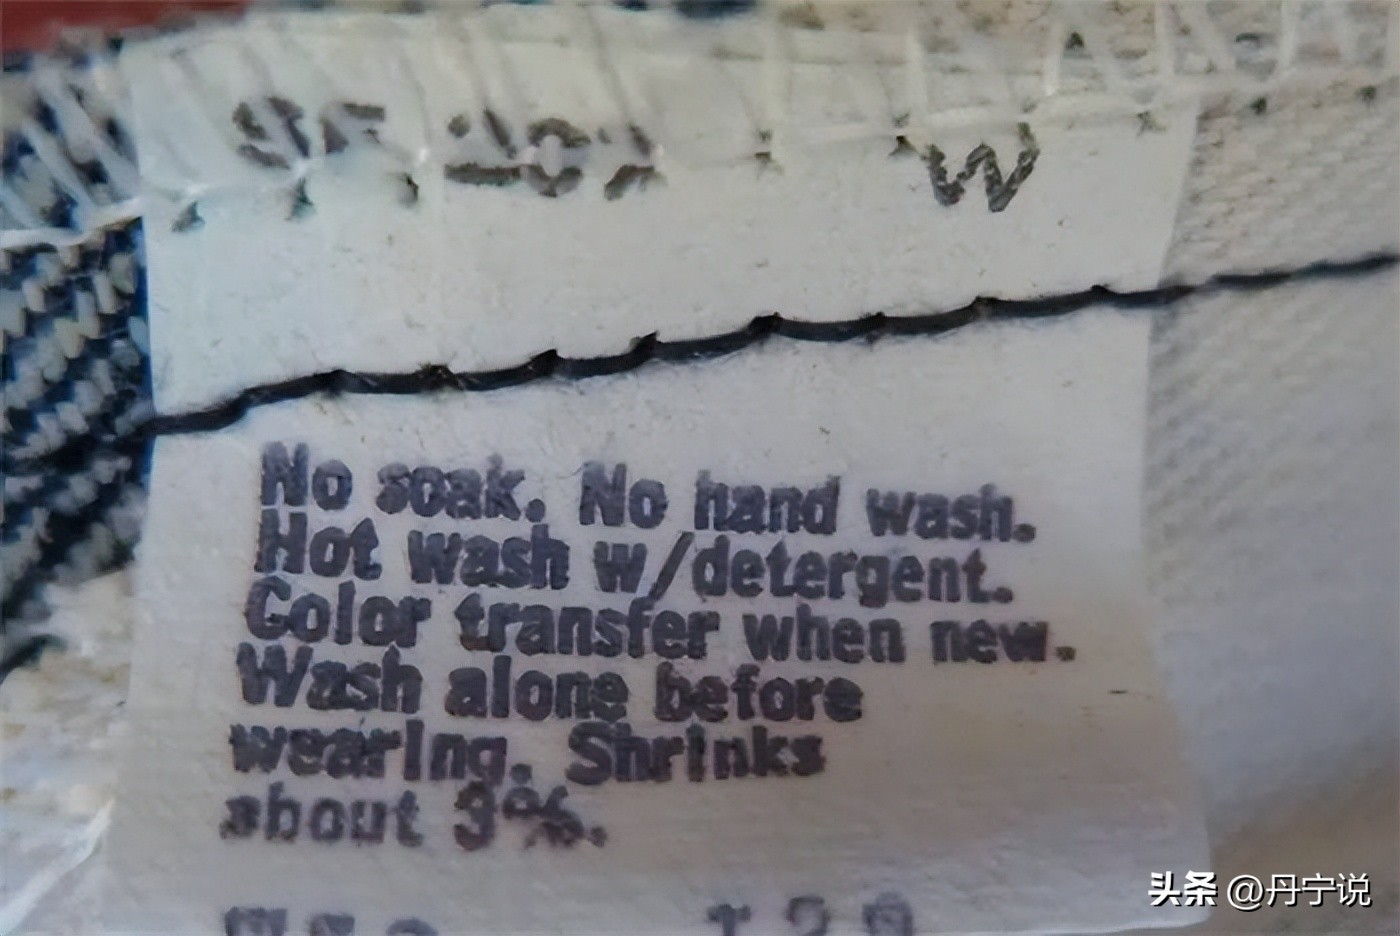 W
No soak. No hand wash.
Hot wash w/detergent.
Color transfer when new.
Wash alone before
wearing. Shrinks
about 3%.
头条 @丹宁说